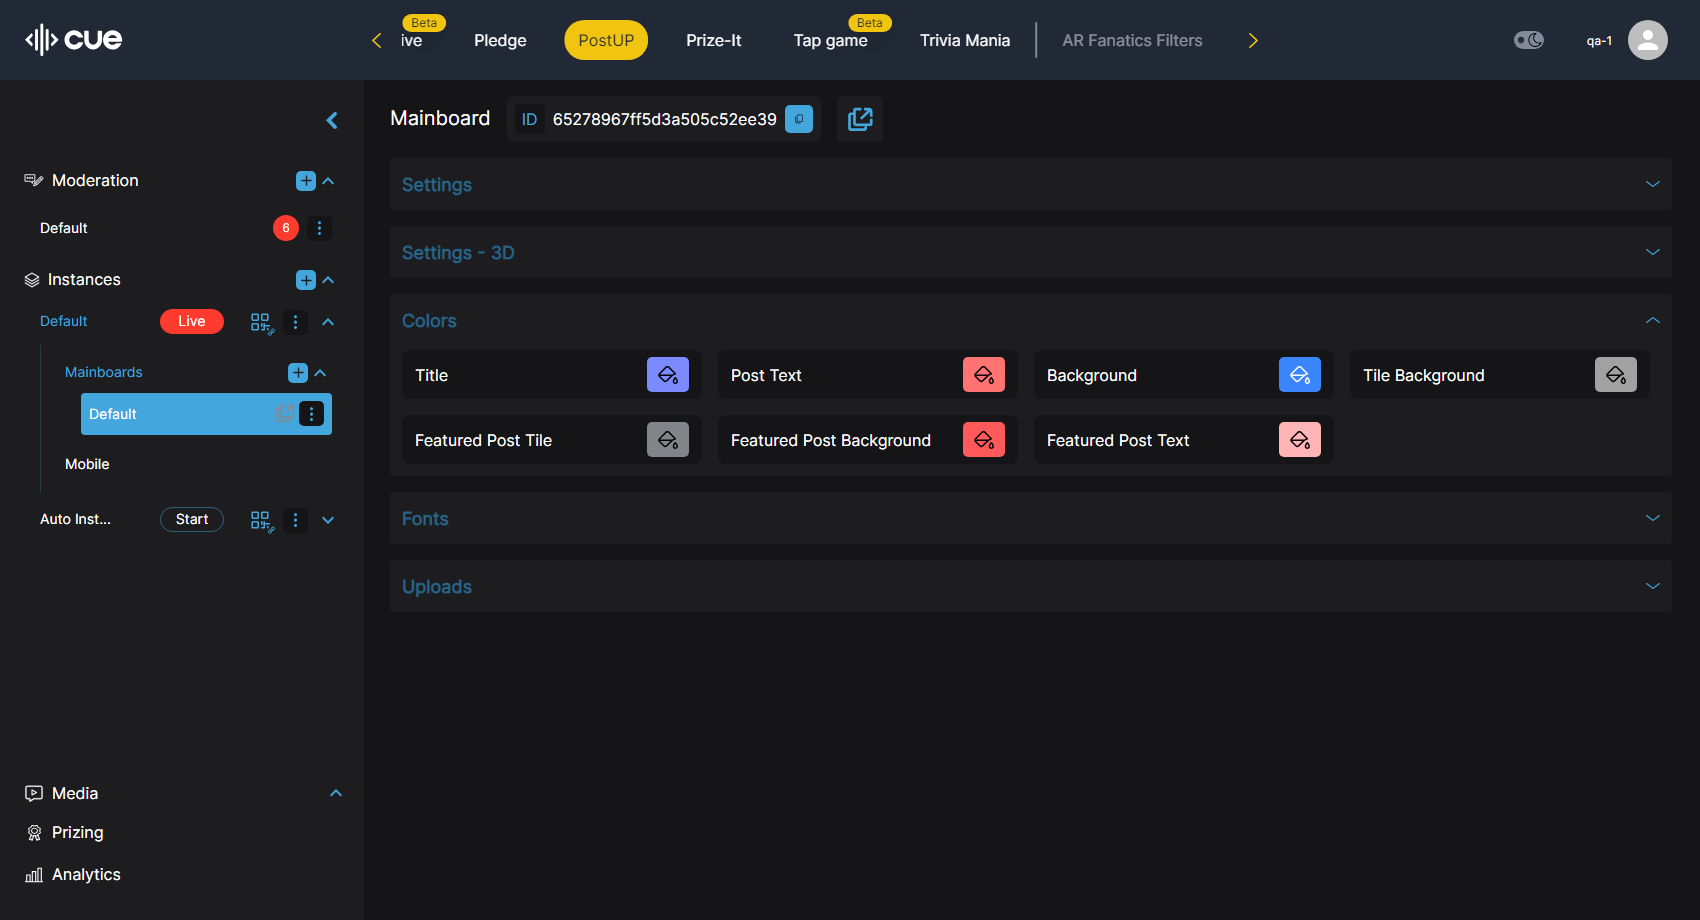 cue
Beta
ive
Pledge
PostUP
Prize-It
Beta
Tap game
Trivia Mania
AR Fanatics Filters
qa-1
Moderation
Default
6
Instances
Default
Live
Mainboards
Default
Mobile
Auto Inst...
Start
Media
Prizing
Analytics
Mainboard
ID 65278967ff5d3a505c52ee39
Settings
Settings - 3D
Colors
Title
Post Text
Background
Tile Background
Featured Post Tile
Featured Post Background
Featured Post Text
Fonts
Uploads